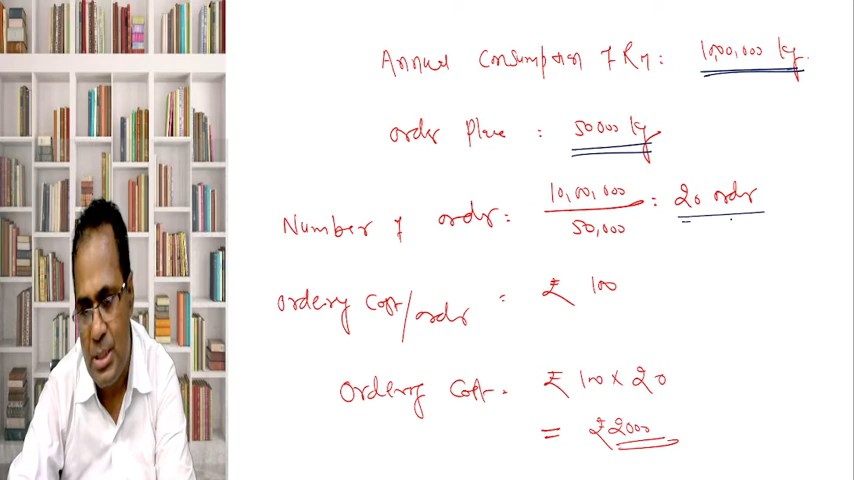 Annual Consumption of RM: 10,00,000 kg.
order place : 50000 kg
Number of order: 10,00,000 / 50,000 : 20 order
Ordering Cost/order = ₹ 100
Ordering Cost. ₹ 100 x 20
= ₹2000